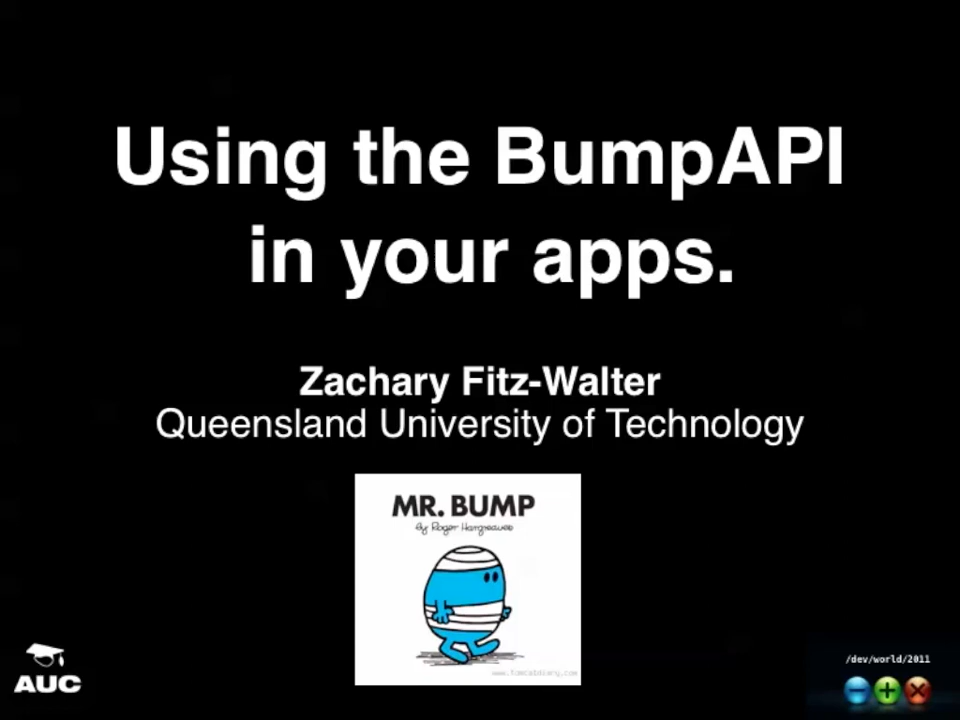 Using the BumpAPI
in your apps.
Zachary Fitz-Walter
Queensland University of Technology
MR. BUMP
By Roger Hargreaves
AUC
/dev/world/2011